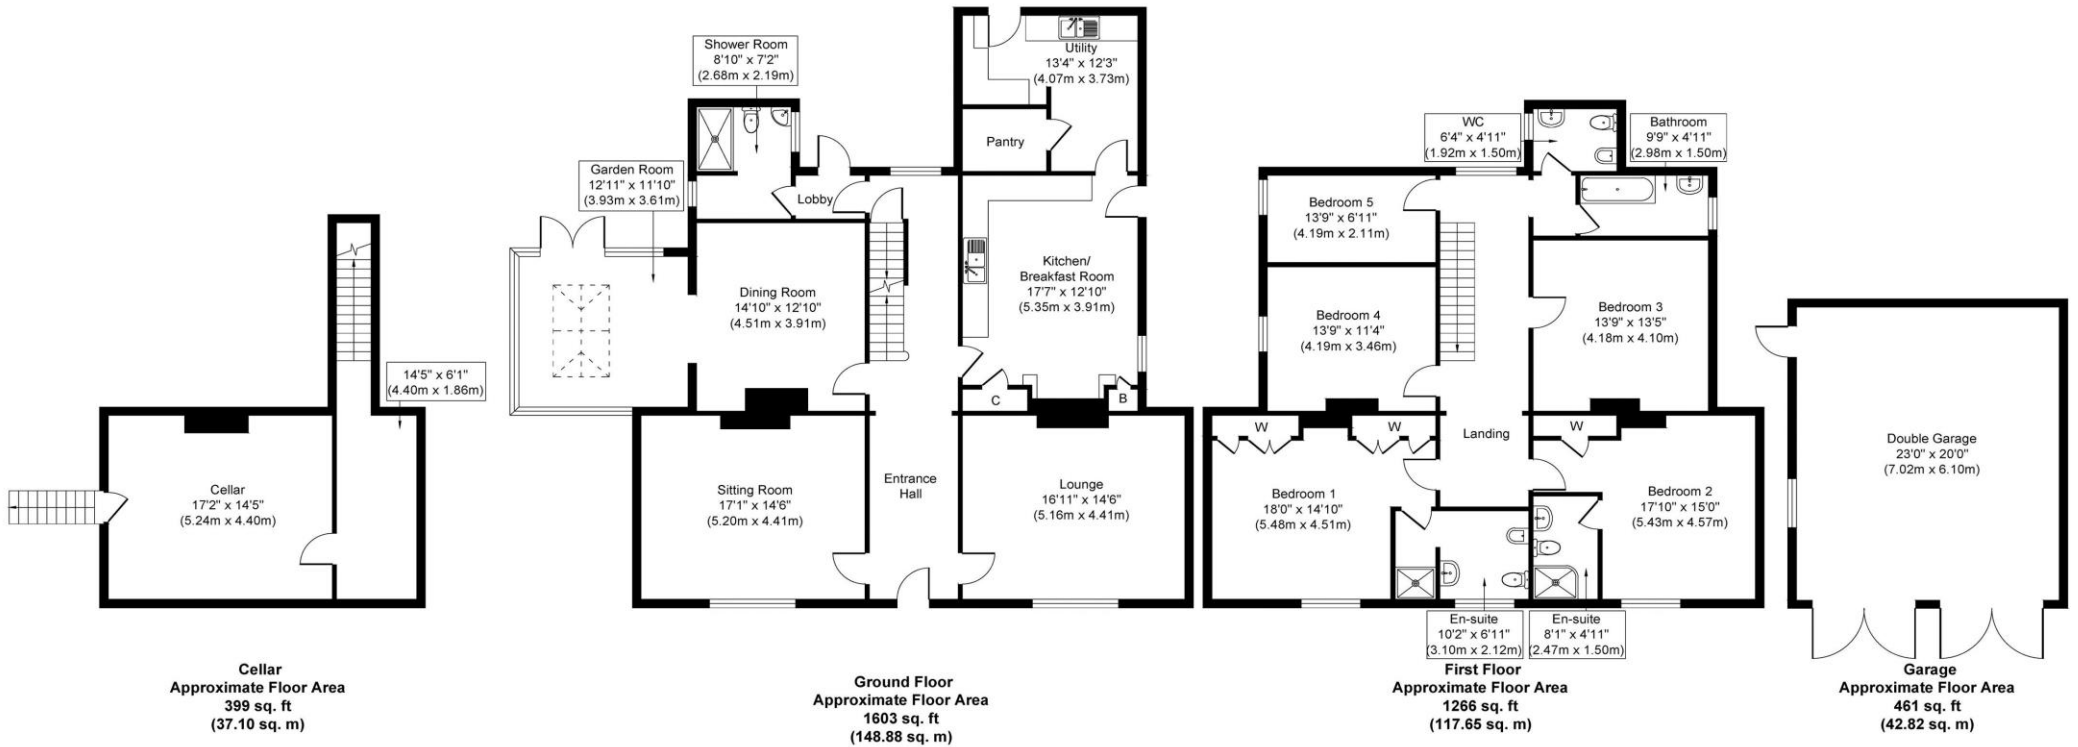 14'5" x 6'1"
(4.40m x 1.86m)
Cellar
17'2" x 14'5"
(5.24m x 4.40m)
Cellar
Approximate Floor Area
399 sq. ft
(37.10 sq. m)
Shower Room
8'10" x 7'2"
(2.68m x 2.19m)
Utility
13'4" x 12'3"
(4.07m x 3.73m)
Pantry
Garden Room
12'11" x 11'10"
(3.93m x 3.61m)
Lobby
Dining Room
14'10" x 12'10"
(4.51m x 3.91m)
Kitchen/
Breakfast Room
17'7" x 12'10"
(5.35m x 3.91m)
C
B
Sitting Room
17'1" x 14'6"
(5.20m x 4.41m)
Entrance
Hall
Lounge
16'11" x 14'6"
(5.16m x 4.41m)
Ground Floor
Approximate Floor Area
1603 sq. ft
(148.88 sq. m)
WC
6'4" x 4'11"
(1.92m x 1.50m)
Bathroom
9'9" x 4'11"
(2.98m x 1.50m)
Bedroom 5
13'9" x 6'11"
(4.19m x 2.11m)
Bedroom 4
13'9" x 11'4"
(4.19m x 3.46m)
Bedroom 3
13'9" x 13'5"
(4.18m x 4.10m)
W
W
Landing
W
Bedroom 1
18'0" x 14'10"
(5.48m x 4.51m)
Bedroom 2
17'10" x 15'0"
(5.43m x 4.57m)
En-suite
10'2" x 6'11"
(3.10m x 2.12m)
En-suite
8'1" x 4'11"
(2.47m x 1.50m)
First Floor
Approximate Floor Area
1266 sq. ft
(117.65 sq. m)
Double Garage
23'0" x 20'0"
(7.02m x 6.10m)
Garage
Approximate Floor Area
461 sq. ft
(42.82 sq. m)